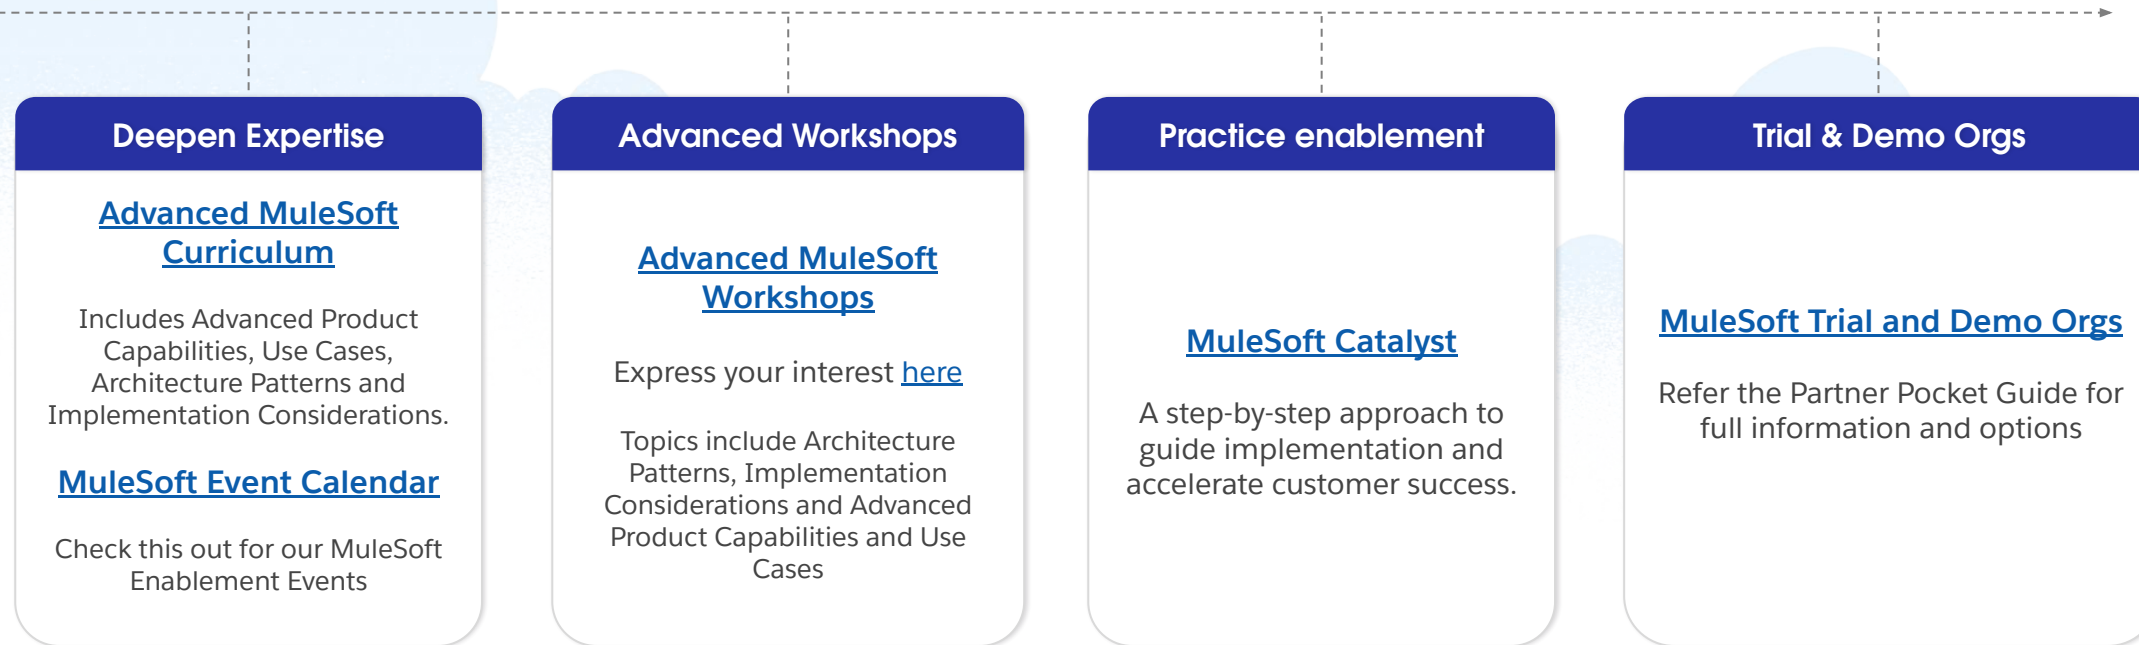 Deepen Expertise
Advanced MuleSoft
Curriculum
Includes Advanced Product
Capabilities, Use Cases,
Architecture Patterns and
Implementation Considerations.
MuleSoft Event Calendar
Check this out for our MuleSoft
Enablement Events
Advanced Workshops
Advanced MuleSoft
Workshops
Express your interest here
Topics include Architecture
Patterns, Implementation
Considerations and Advanced
Product Capabilities and Use
Cases
Practice enablement
MuleSoft Catalyst
A step-by-step approach to
guide implementation and
accelerate customer success.
Trial & Demo Orgs
MuleSoft Trial and Demo Orgs
Refer the Partner Pocket Guide for
full information and options